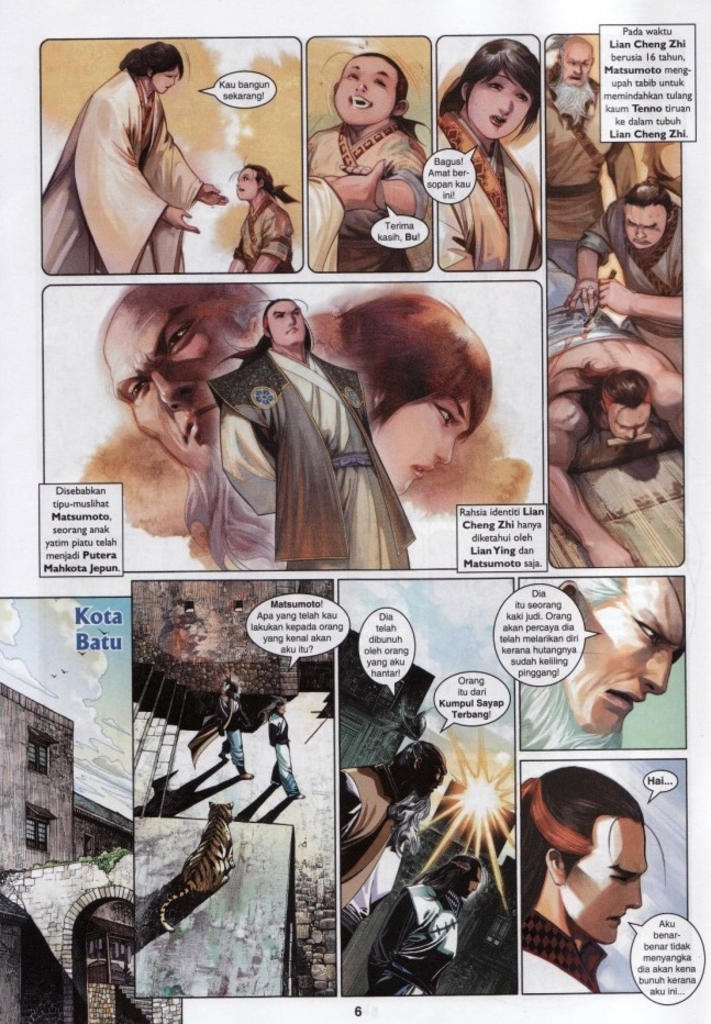 Kau bangun
sekarang!
Terima
kasih, Bu!
Bagus!
Amat ber-
sopan kau
ini!
Pada waktu
Lian Cheng Zhi
berusia 16 tahun,
Matsumoto meng-
upah tabib untuk
memindahkan tulang
kaum Tenno tiruan
ke dalam tubuh
Lian Cheng Zhi.
Disebabkan
tipu-muslihat
Matsumoto,
seorang anak
yatim piatu telah
menjadi Putera
Mahkota Jepun.
Rahsia identiti Lian
Cheng Zhi hanya
diketahui oleh
Lian Ying dan
Matsumoto saja.
Kota
Batu
Matsumoto!
Apa yang telah kau
lakukan kepada orang
yang kenal akan
aku itu?
Dia
telah
dibunuh
oleh orang
yang aku
hantar!
Orang
itu dari
Kumpul Sayap
Terbang!
Dia
itu seorang
kaki judi. Orang
akan percaya dia
telah melarikan diri
kerana hutangnya
sudah keliling
pinggang!
Hai...
Aku
benar-
benar tidak
menyangka
dia akan kena
bunuh kerana
aku ini...
6